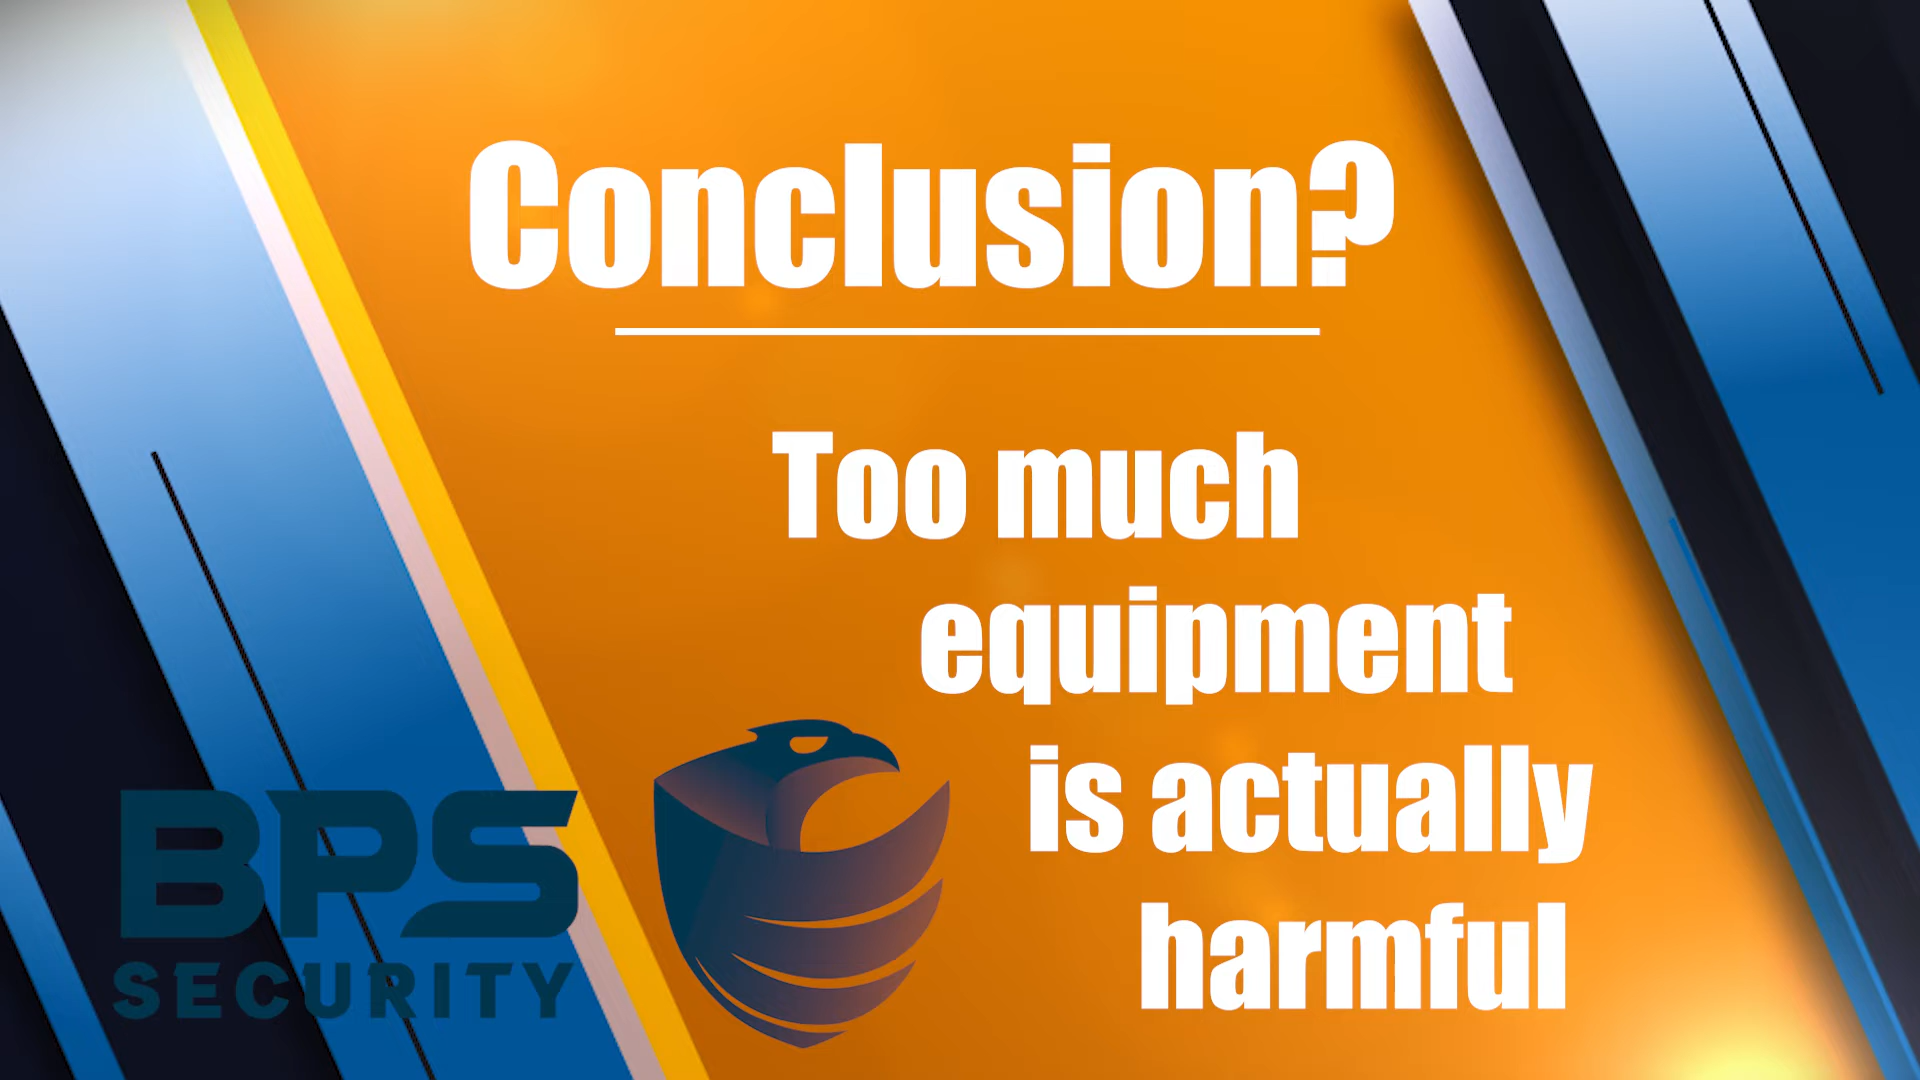 Conclusion?
Too much
equipment
is actually
harmful
BPS
SECURITY